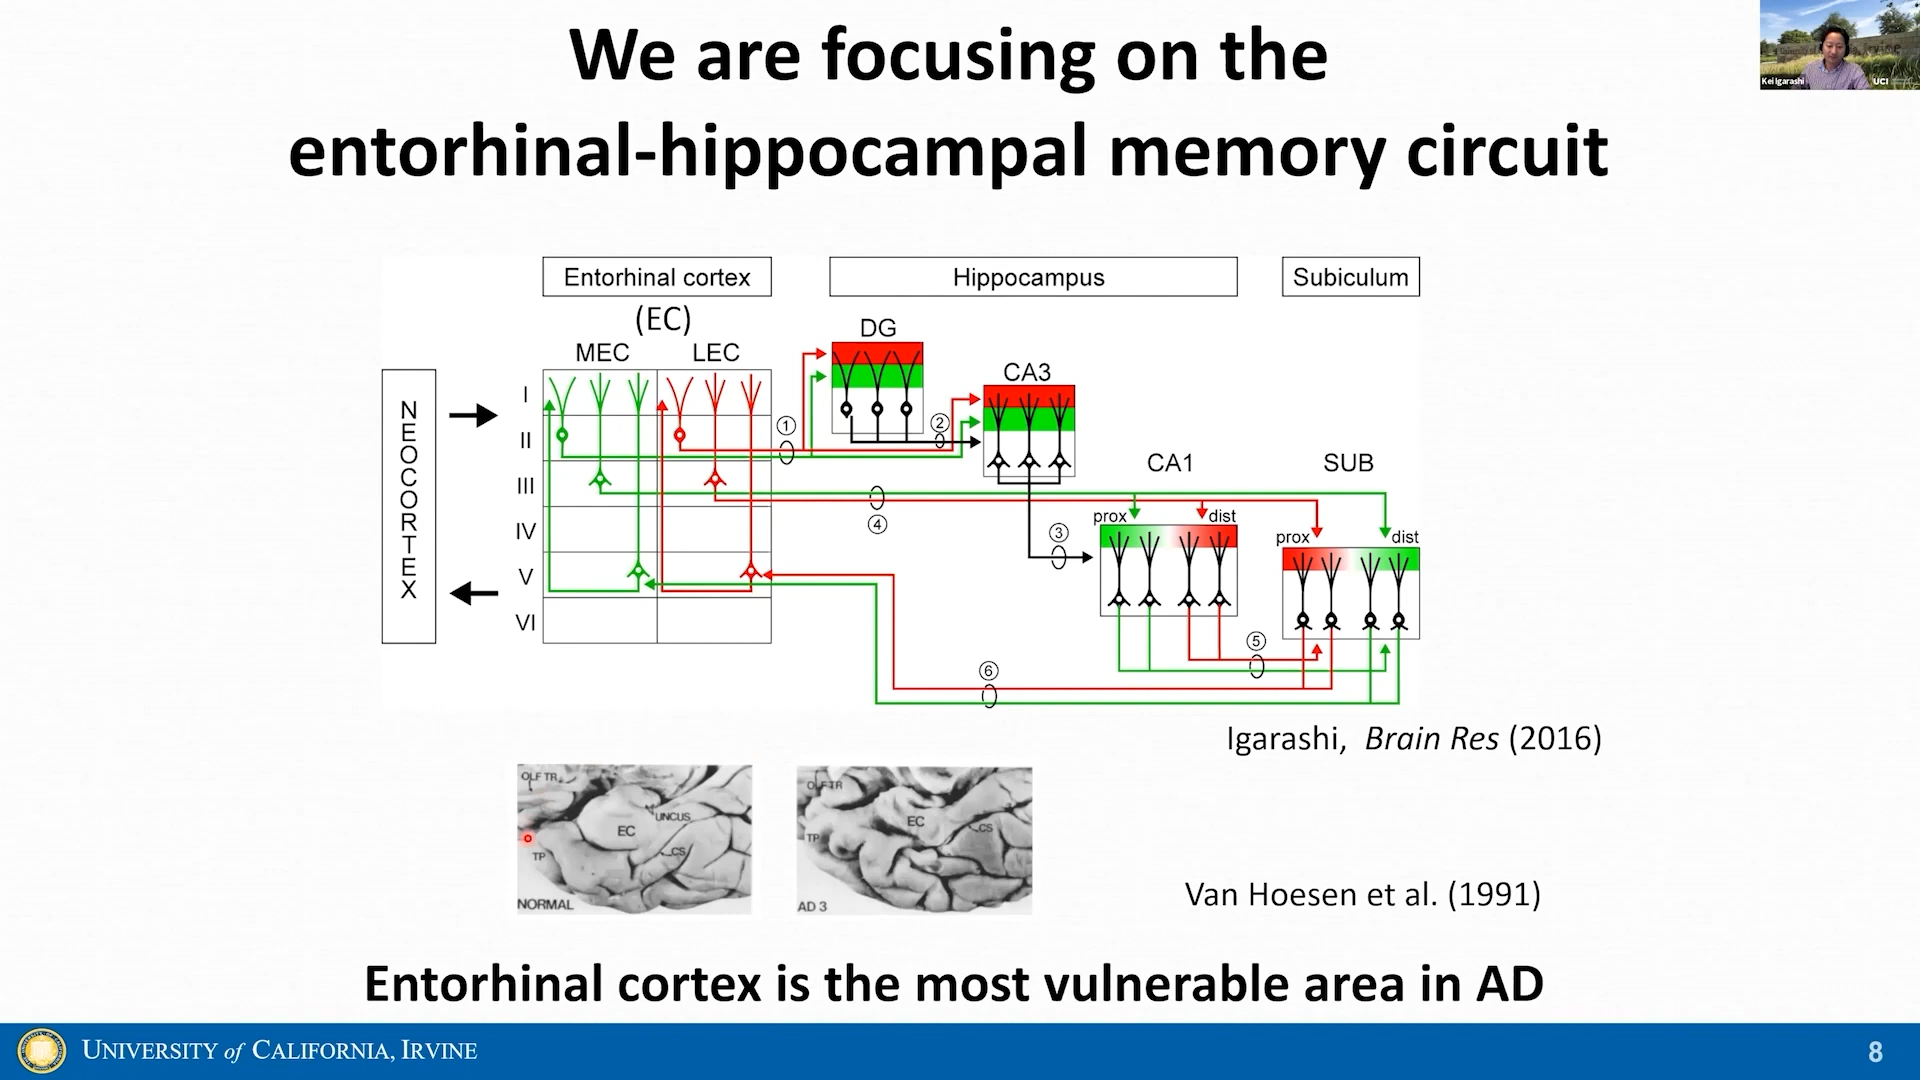 We are focusing on the
entorhinal-hippocampal memory circuit
Kei Igarashi
UCI
Entorhinal cortex
Hippocampus
Subiculum
(EC)
MEC
LEC
DG
CA3
CA1
SUB
NEOCORTEX
I
II
III
IV
V
VI
①
②
③
④
⑤
⑥
prox
dist
prox
dist
Igarashi, Brain Res (2016)
OLF TR
UNCUS
EC
CS
TP
NORMAL
OLF TR
EC
CS
TP
AD 3
Van Hoesen et al. (1991)
Entorhinal cortex is the most vulnerable area in AD
UNIVERSITY of CALIFORNIA, IRVINE
8